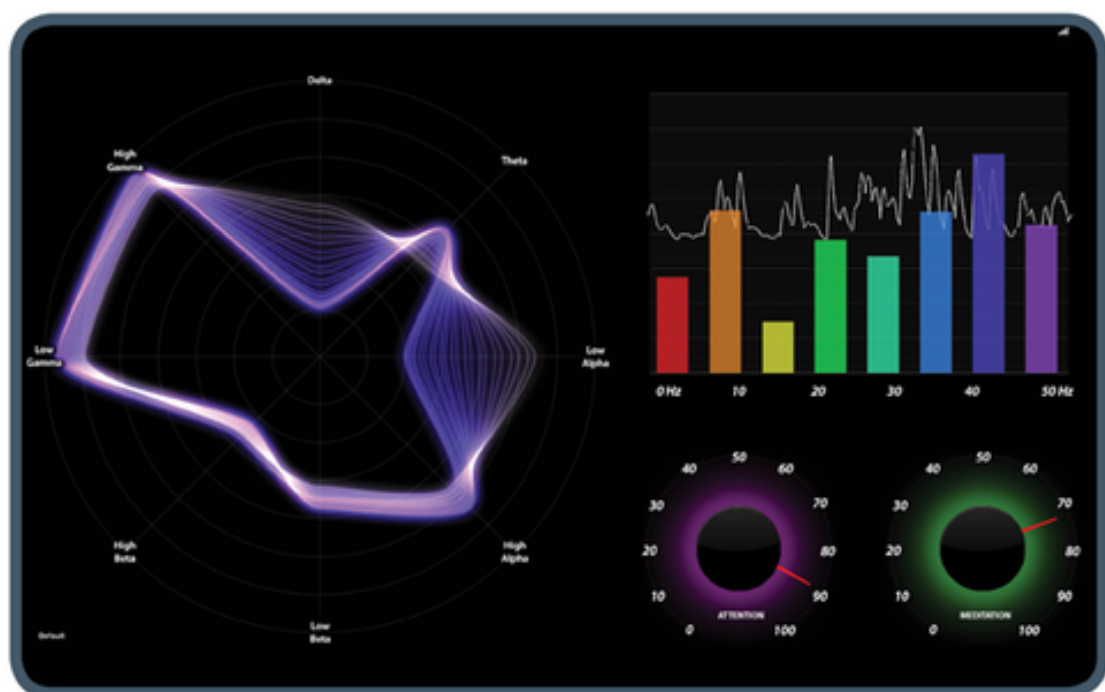 Delta
Theta
Low
Alpha
High
Alpha
Low
Beta
High
Beta
Low
Gamma
High
Gamma
Default
0 Hz 10 20 30 40 50 Hz
0 10 20 30 40 50 60 70 80 90 100
ATTENTION
0 10 20 30 40 50 60 70 80 90 100
MEDITATION